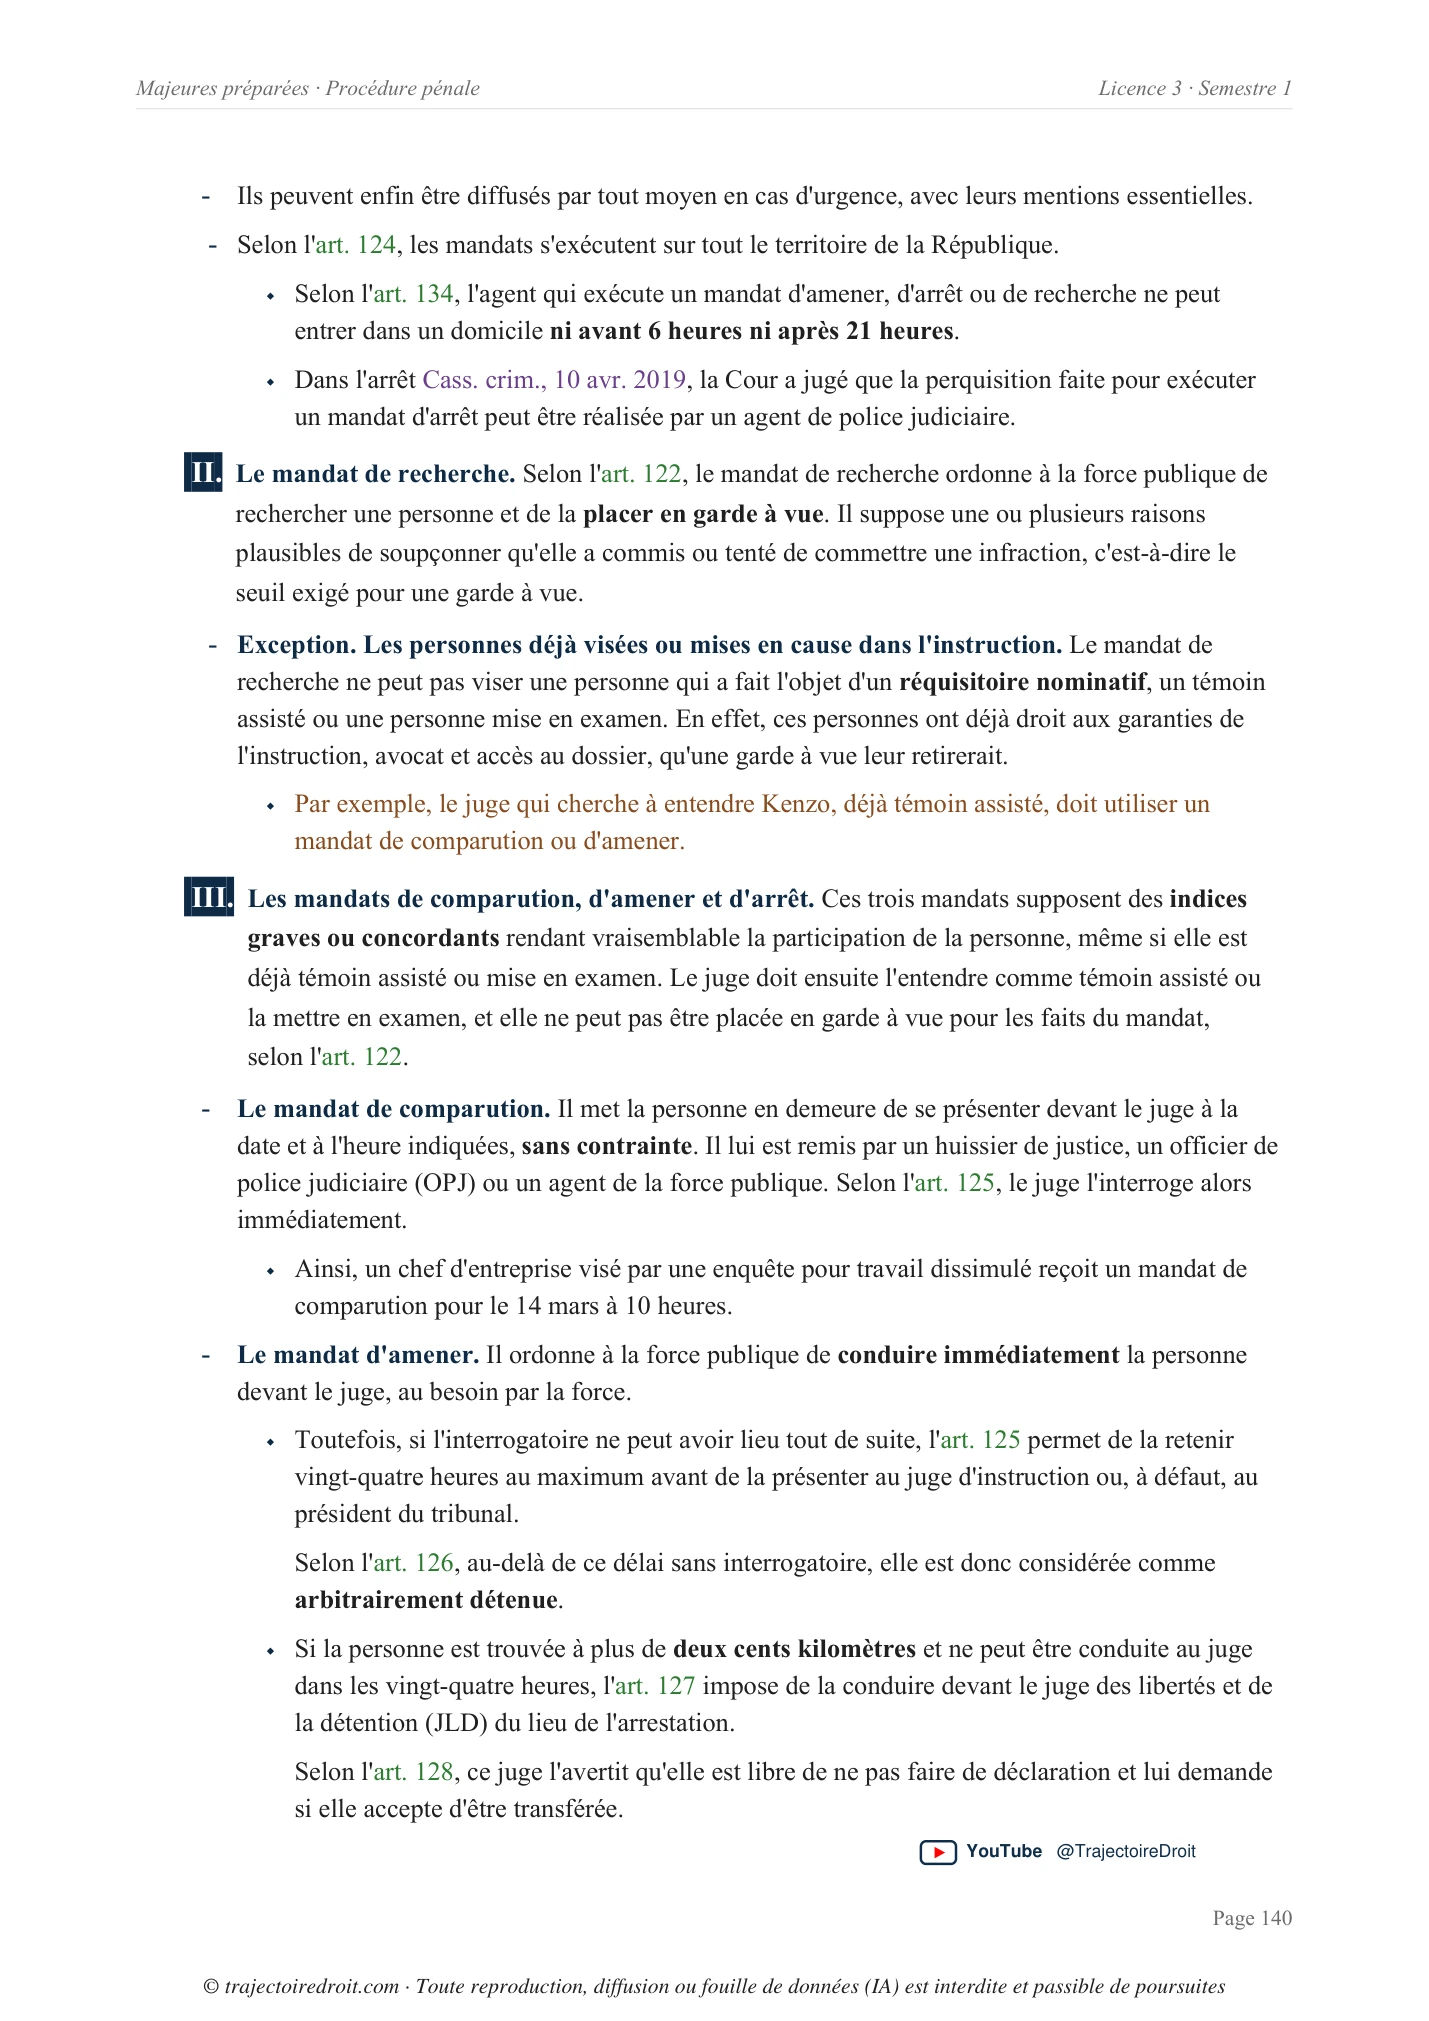 Majeures préparées · Procédure pénale
Licence 3 · Semestre 1
- Ils peuvent enfin être diffusés par tout moyen en cas d'urgence, avec leurs mentions essentielles.
- Selon l'art. 124, les mandats s'exécutent sur tout le territoire de la République.
⬩ Selon l'art. 134, l'agent qui exécute un mandat d'amener, d'arrêt ou de recherche ne peut
entrer dans un domicile ni avant 6 heures ni après 21 heures.
⬩ Dans l'arrêt Cass. crim., 10 avr. 2019, la Cour a jugé que la perquisition faite pour exécuter
un mandat d'arrêt peut être réalisée par un agent de police judiciaire.
II. Le mandat de recherche. Selon l'art. 122, le mandat de recherche ordonne à la force publique de
rechercher une personne et de la placer en garde à vue. Il suppose une ou plusieurs raisons
plausibles de soupçonner qu'elle a commis ou tenté de commettre une infraction, c'est-à-dire le
seuil exigé pour une garde à vue.
- Exception. Les personnes déjà visées ou mises en cause dans l'instruction. Le mandat de
recherche ne peut pas viser une personne qui a fait l'objet d'un réquisitoire nominatif, un témoin
assisté ou une personne mise en examen. En effet, ces personnes ont déjà droit aux garanties de
l'instruction, avocat et accès au dossier, qu'une garde à vue leur retirerait.
⬩ Par exemple, le juge qui cherche à entendre Kenzo, déjà témoin assisté, doit utiliser un
mandat de comparution ou d'amener.
III. Les mandats de comparution, d'amener et d'arrêt. Ces trois mandats supposent des indices
graves ou concordants rendant vraisemblable la participation de la personne, même si elle est
déjà témoin assisté ou mise en examen. Le juge doit ensuite l'entendre comme témoin assisté ou
la mettre en examen, et elle ne peut pas être placée en garde à vue pour les faits du mandat,
selon l'art. 122.
- Le mandat de comparution. Il met la personne en demeure de se présenter devant le juge à la
date et à l'heure indiquées, sans contrainte. Il lui est remis par un huissier de justice, un officier de
police judiciaire (OPJ) ou un agent de la force publique. Selon l'art. 125, le juge l'interroge alors
immédiatement.
⬩ Ainsi, un chef d'entreprise visé par une enquête pour travail dissimulé reçoit un mandat de
comparution pour le 14 mars à 10 heures.
- Le mandat d'amener. Il ordonne à la force publique de conduire immédiatement la personne
devant le juge, au besoin par la force.
⬩ Toutefois, si l'interrogatoire ne peut avoir lieu tout de suite, l'art. 125 permet de la retenir
vingt-quatre heures au maximum avant de la présenter au juge d'instruction ou, à défaut, au
président du tribunal.
Selon l'art. 126, au-delà de ce délai sans interrogatoire, elle est donc considérée comme
arbitrairement détenue.
⬩ Si la personne est trouvée à plus de deux cents kilomètres et ne peut être conduite au juge
dans les vingt-quatre heures, l'art. 127 impose de la conduire devant le juge des libertés et de
la détention (JLD) du lieu de l'arrestation.
Selon l'art. 128, ce juge l'avertit qu'elle est libre de ne pas faire de déclaration et lui demande
si elle accepte d'être transférée.
YouTube @TrajectoireDroit
Page 140
© trajectoiredroit.com · Toute reproduction, diffusion ou fouille de données (IA) est interdite et passible de poursuites